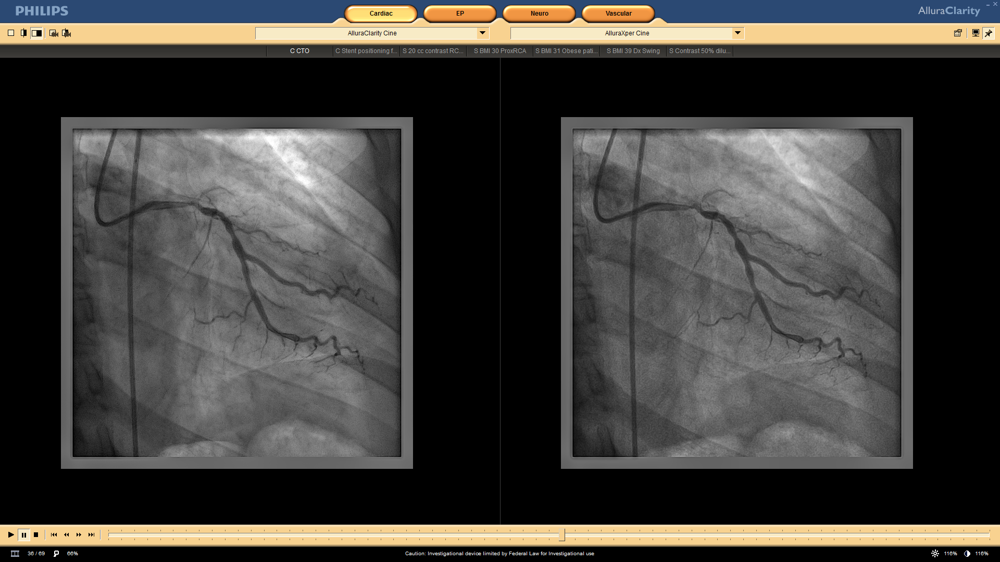 PHILIPS
Cardiac
EP
Neuro
Vascular
AlluraClarity
AlluraClarity Cine
AlluraXper Cine
C CTO
C Stent positioning f...
S 20 cc contrast RC...
S BMI 30 ProxRCA
S BMI 31 Obese pati...
S BMI 39 Dx Swing
S Contrast 50% dilu...
36 / 69
66%
Caution: Investigational device limited by Federal Law for Investigational use
116%
116%